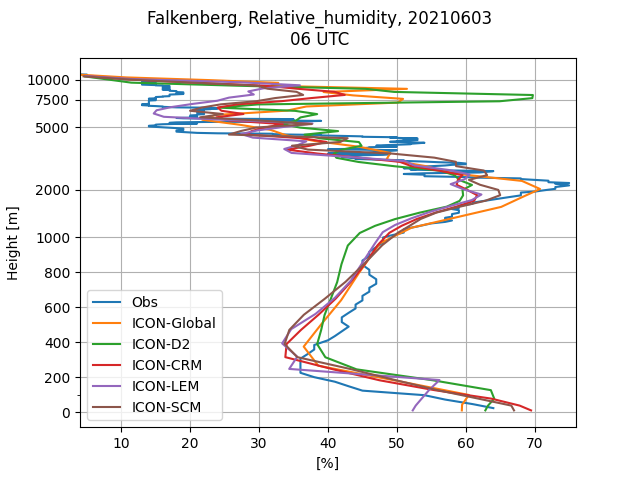 Falkenberg, Relative_humidity, 20210603
06 UTC
10000
7500
5000
2000
1000
800
600
400
200
0
Height [m]
Obs
ICON-Global
ICON-D2
ICON-CRM
ICON-LEM
ICON-SCM
10 20 30 40 50 60 70
[%]